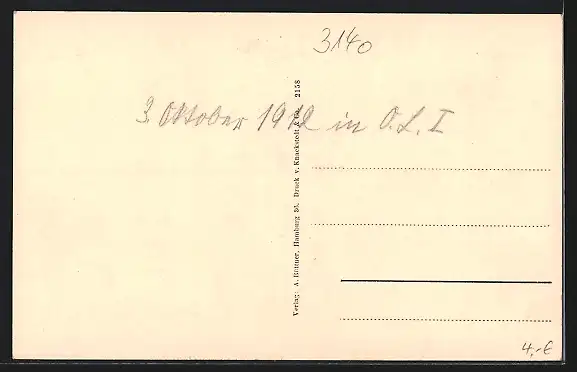 3140
3. Oktober 1912 in O. L. I
Verlag: A. Büttner, Hamburg 36. Druck v. Knackstedt & Co. 2158
4,-€